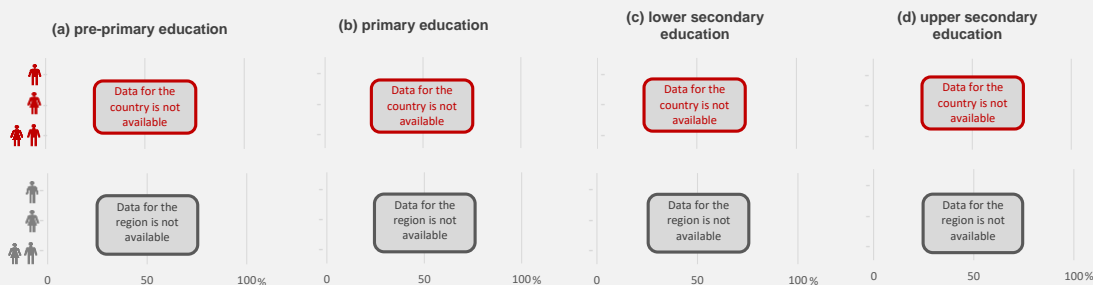 (a) pre-primary education
(b) primary education
(c) lower secondary
education
(d) upper secondary
education
Data for the
country is not
available
Data for the
country is not
available
Data for the
country is not
available
Data for the
country is not
available
Data for the
region is not
available
Data for the
region is not
available
Data for the
region is not
available
Data for the
region is not
available
0 50 100%
0 50 100%
0 50 100%
0 50 100%